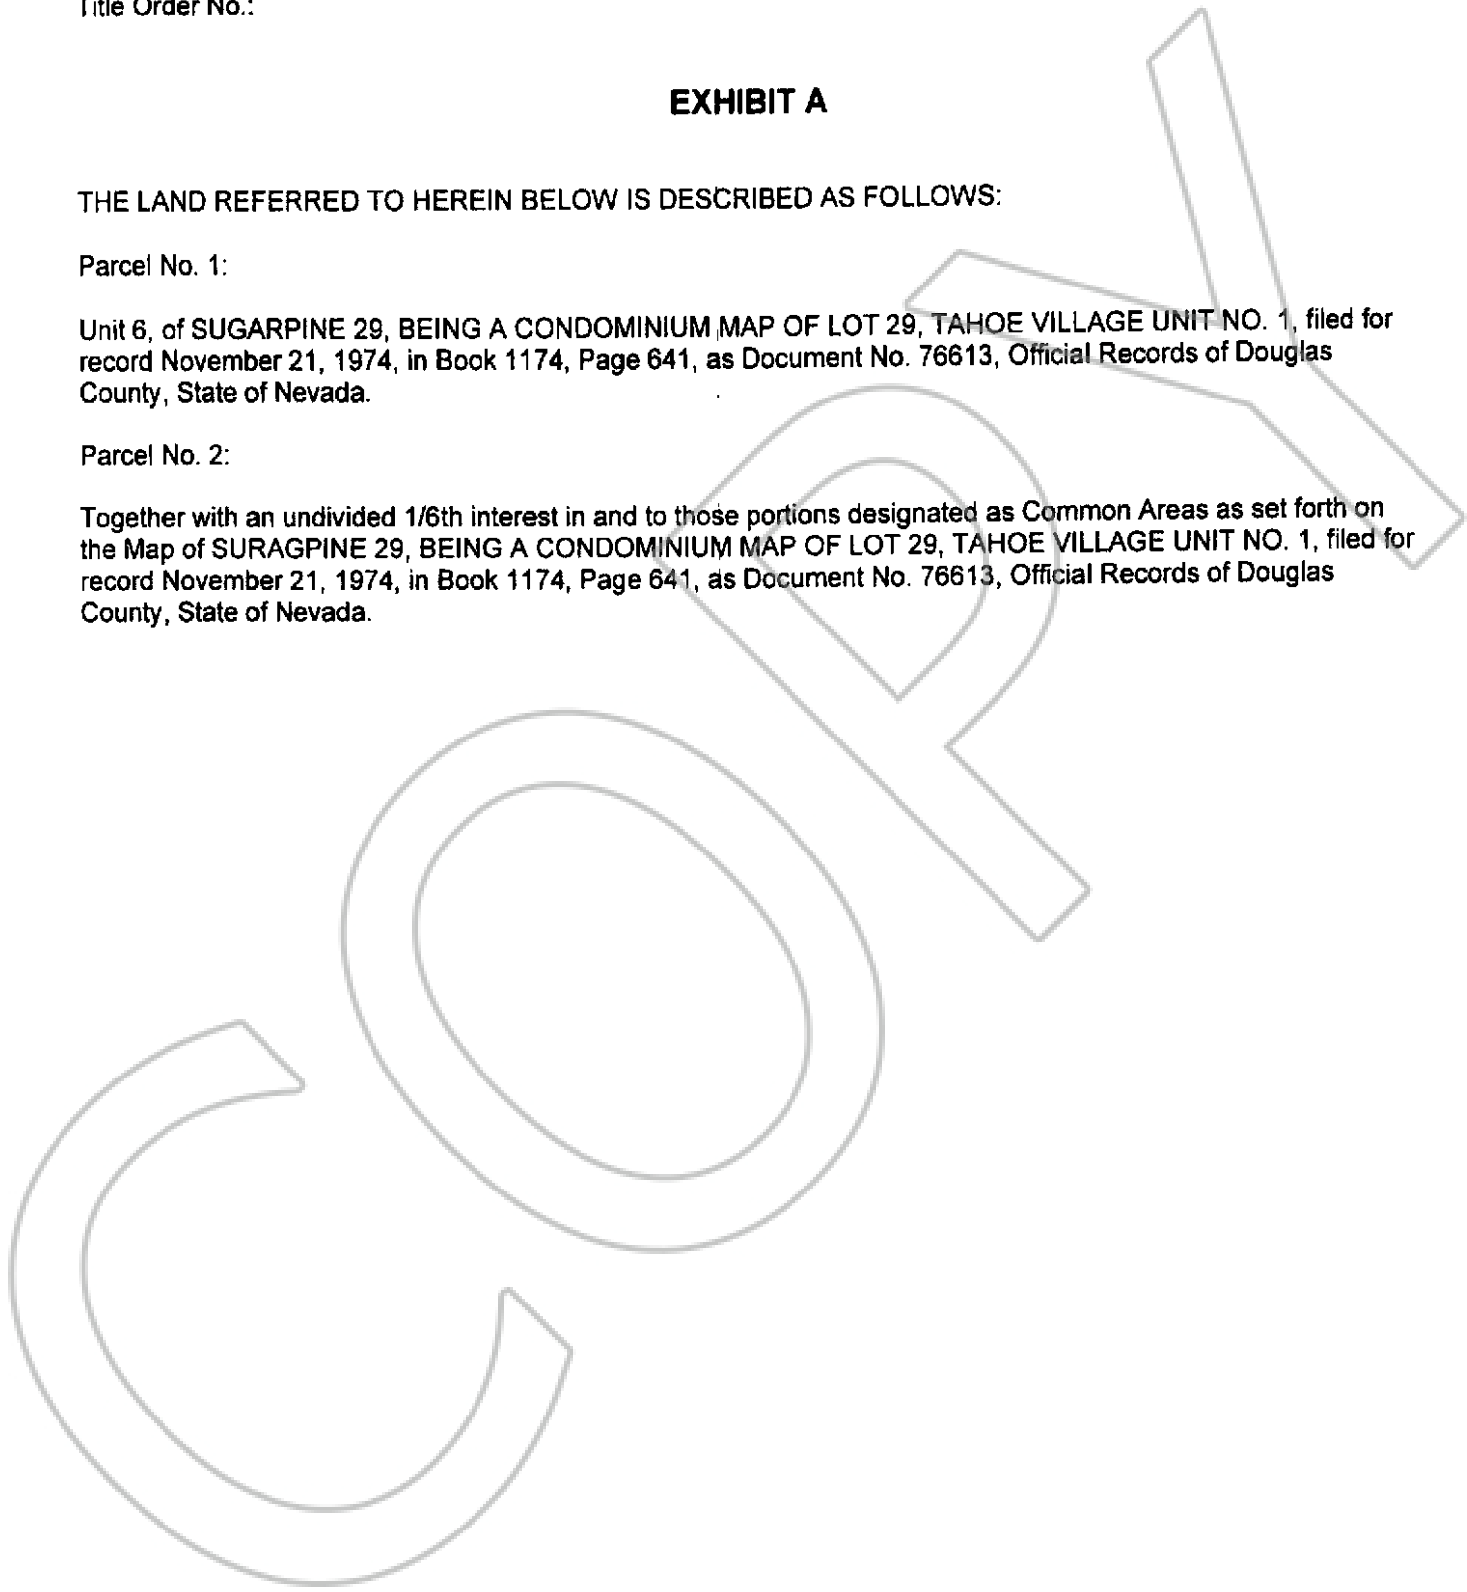 Title Order No.:
EXHIBIT A
THE LAND REFERRED TO HEREIN BELOW IS DESCRIBED AS FOLLOWS:
Parcel No. 1:
Unit 6, of SUGARPINE 29, BEING A CONDOMINIUM MAP OF LOT 29, TAHOE VILLAGE UNIT NO. 1, filed for
record November 21, 1974, in Book 1174, Page 641, as Document No. 76613, Official Records of Douglas
County, State of Nevada.
Parcel No. 2:
Together with an undivided 1/6th interest in and to those portions designated as Common Areas as set forth on
the Map of SURAGPINE 29, BEING A CONDOMINIUM MAP OF LOT 29, TAHOE VILLAGE UNIT NO. 1, filed for
record November 21, 1974, in Book 1174, Page 641, as Document No. 76613, Official Records of Douglas
County, State of Nevada.
COPY